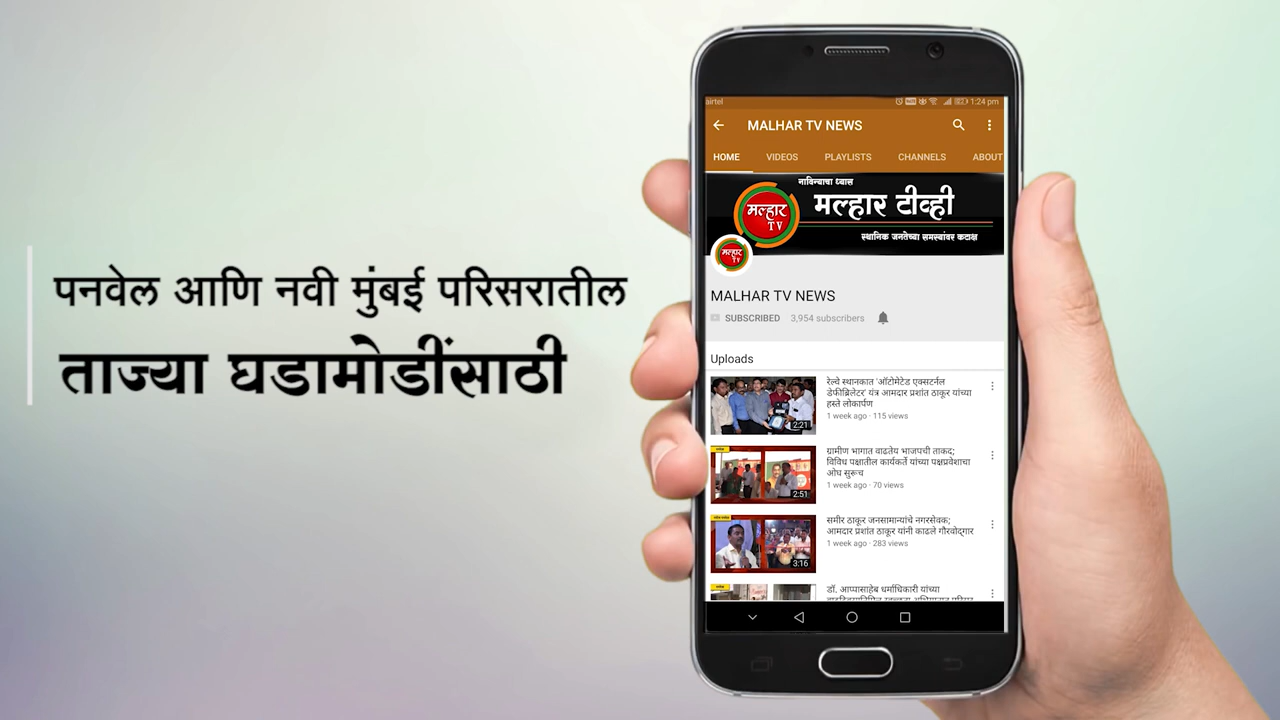 पनवेल आणि नवी मुंबई परिसरातील
ताज्या घडामोडींसाठी
airtel
1:24 pm
MALHAR TV NEWS
HOME VIDEOS PLAYLISTS CHANNELS ABOUT
नाविन्याचा ध्यास
मल्हार टीव्ही
मल्हार
TV
स्थानिक जनतेच्या समस्यांवर कटाक्ष
मल्हार
TV
MALHAR TV NEWS
SUBSCRIBED 3,954 subscribers
Uploads
रेल्वे स्थानकात 'ऑटोमेटेड एक्सटर्नल
डेफीब्रिलेटर' यंत्र आमदार प्रशांत ठाकूर यांच्या
हस्ते लोकार्पण
1 week ago · 115 views
2:21
ग्रामीण भागात वाढतेय भाजपची ताकद;
विविध पक्षातील कार्यकर्ते यांच्या पक्षप्रवेशाचा
ओघ सुरूच
1 week ago · 70 views
2:51
समीर ठाकूर जनसामान्यांचे नगरसेवक;
आमदार प्रशांत ठाकूर यांनी काढले गौरवोद्‌गार
1 week ago · 283 views
3:16
डॉ. आप्पासाहेब धर्माधिकारी यांच्या